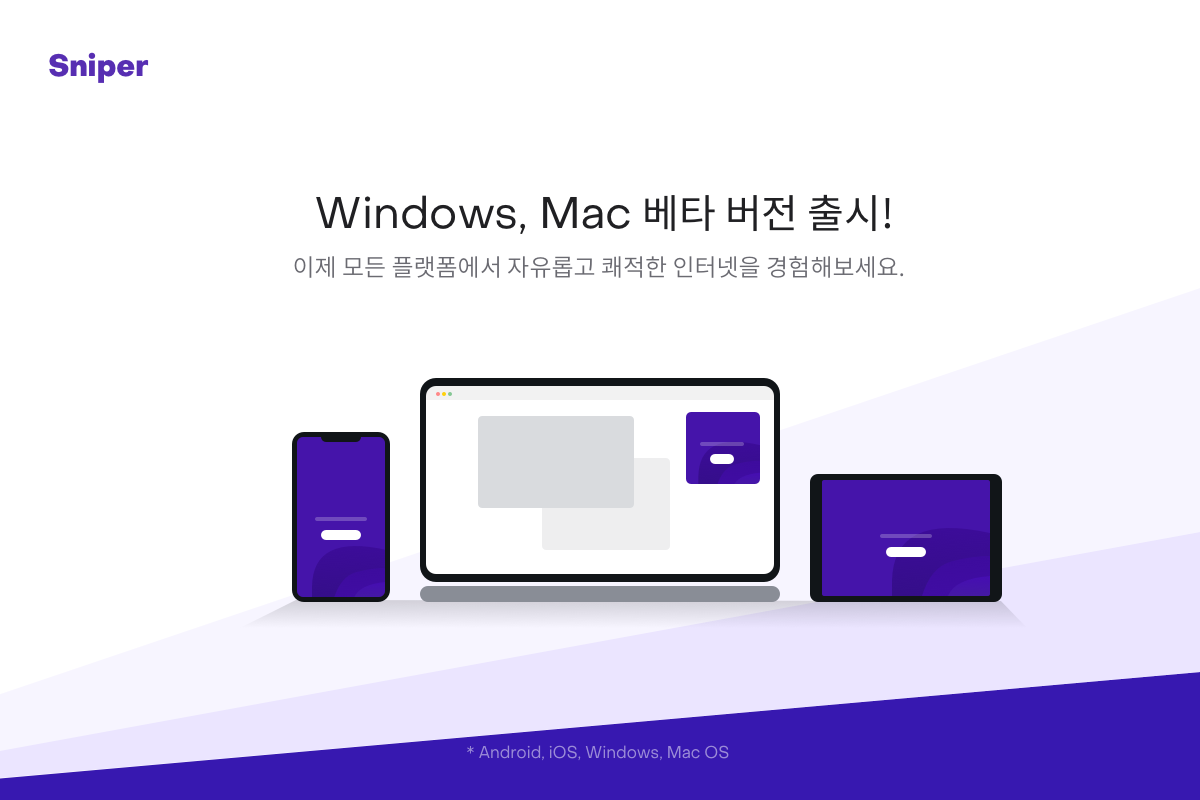 Sniper
Windows, Mac 베타 버전 출시!
이제 모든 플랫폼에서 자유롭고 쾌적한 인터넷을 경험해보세요.
* Android, iOS, Windows, Mac OS